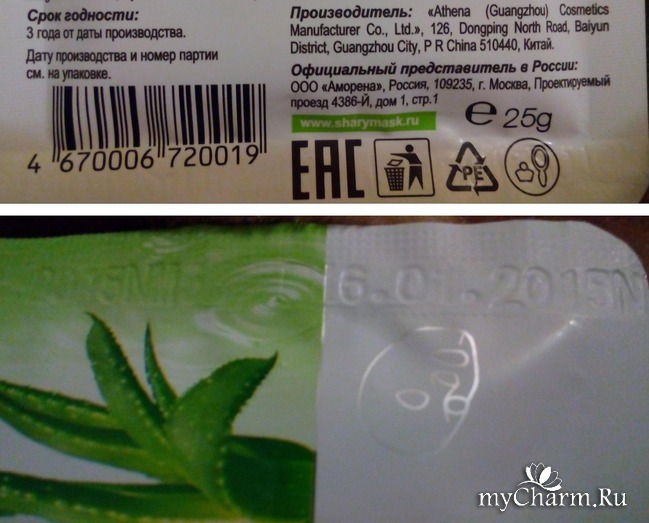 Срок годности:
3 года от даты производства.
Дату производства и номер партии
см. на упаковке.
4 670006 720019
Производитель: «Athena (Guangzhou) Cosmetics
Manufacturer Co., Ltd.», 126, Dongping North Road, Baiyun
District, Guangzhou City, P R China 510440, Китай.
Официальный представитель в России:
ООО «Аморена», Россия, 109235, г. Москва, Проектируемый
проезд 4386-Й, дом 1, стр.1
www.sharymask.ru
e 25g
EAC
PE
6.01.2015N
myCharm.Ru